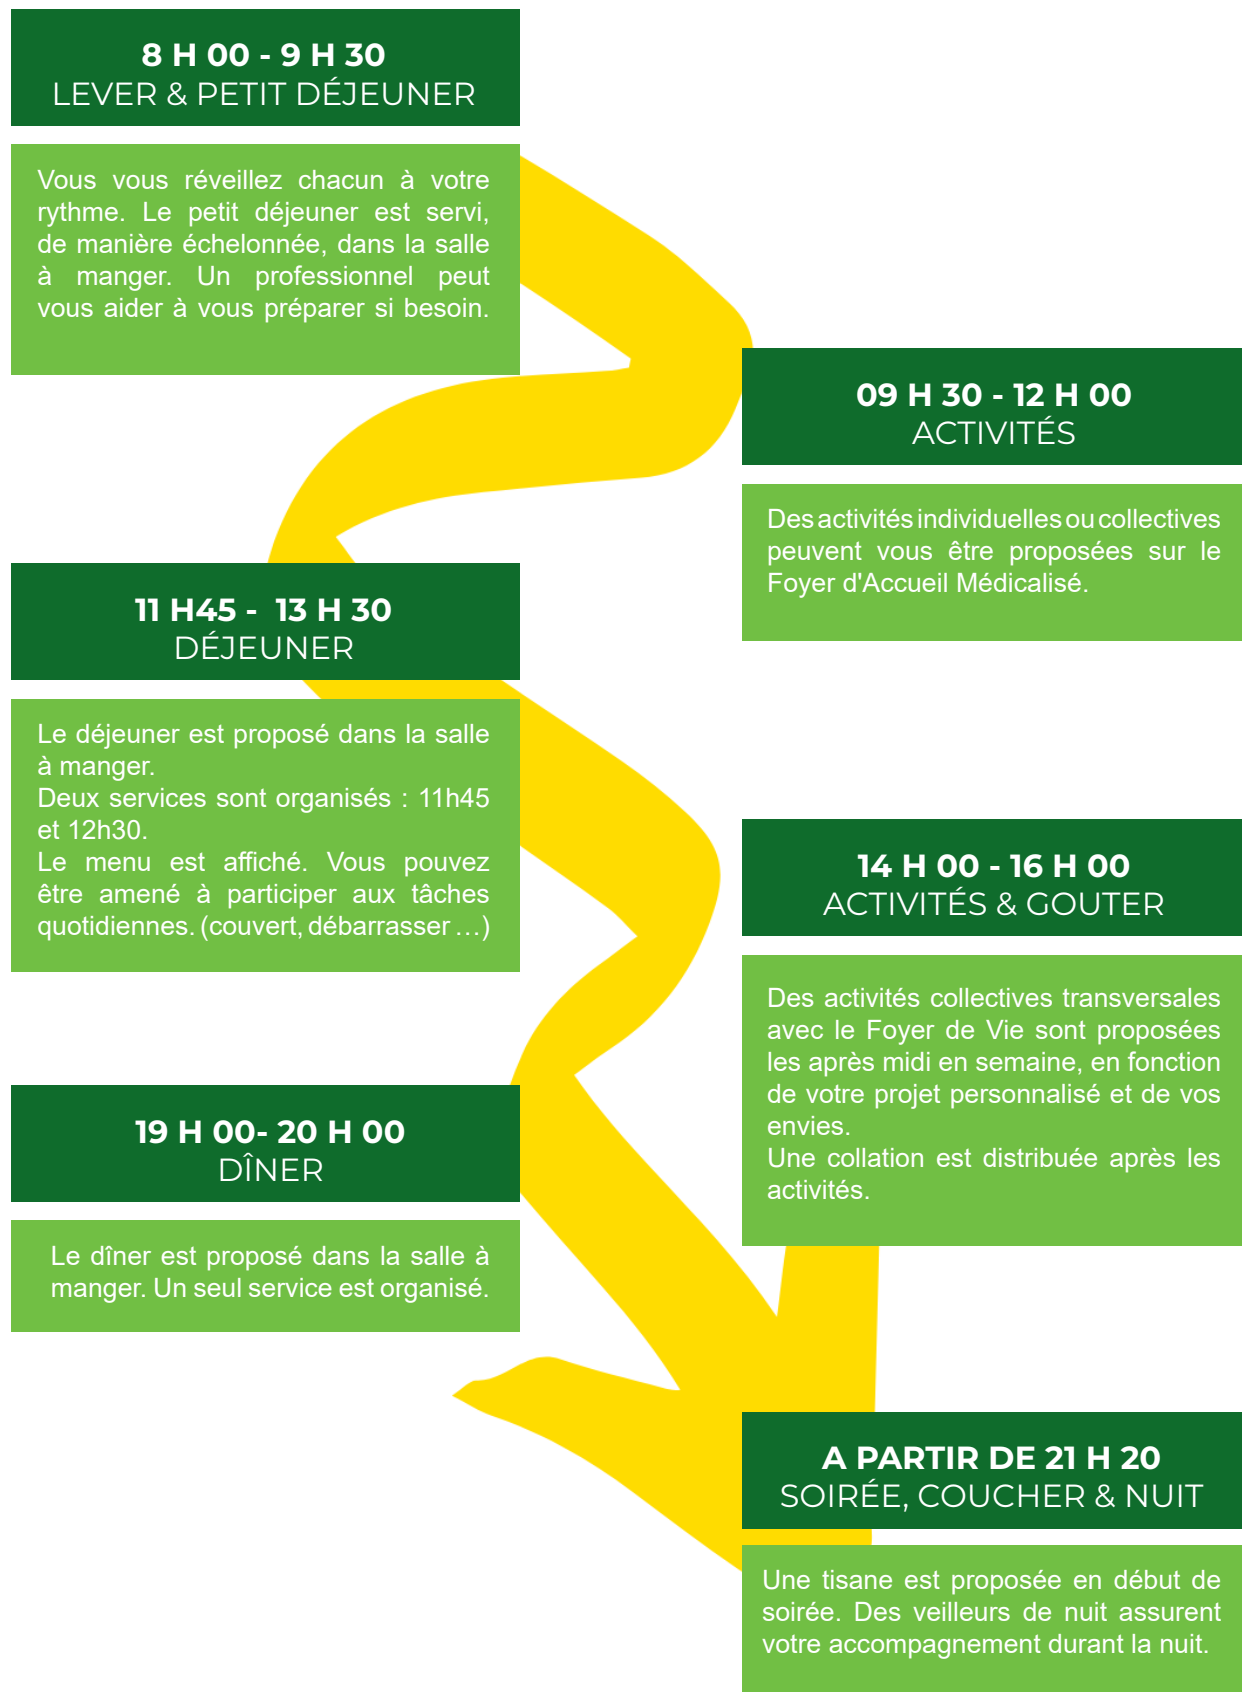 8 H 00 - 9 H 30
LEVER & PETIT DÉJEUNER
Vous vous réveillez chacun à votre
rythme. Le petit déjeuner est servi,
de manière échelonnée, dans la salle
à manger. Un professionnel peut
vous aider à vous préparer si besoin.
09 H 30 - 12 H 00
ACTIVITÉS
Des activités individuelles ou collectives
peuvent vous être proposées sur le
Foyer d'Accueil Médicalisé.
11 H45 - 13 H 30
DÉJEUNER
Le déjeuner est proposé dans la salle
à manger.
Deux services sont organisés : 11h45
et 12h30.
Le menu est affiché. Vous pouvez
être amené à participer aux tâches
quotidiennes. (couvert, débarrasser …)
14 H 00 - 16 H 00
ACTIVITÉS & GOUTER
Des activités collectives transversales
avec le Foyer de Vie sont proposées
les après midi en semaine, en fonction
de votre projet personnalisé et de vos
envies.
Une collation est distribuée après les
activités.
19 H 00- 20 H 00
DÎNER
Le dîner est proposé dans la salle à
manger. Un seul service est organisé.
A PARTIR DE 21 H 20
SOIRÉE, COUCHER & NUIT
Une tisane est proposée en début de
soirée. Des veilleurs de nuit assurent
votre accompagnement durant la nuit.